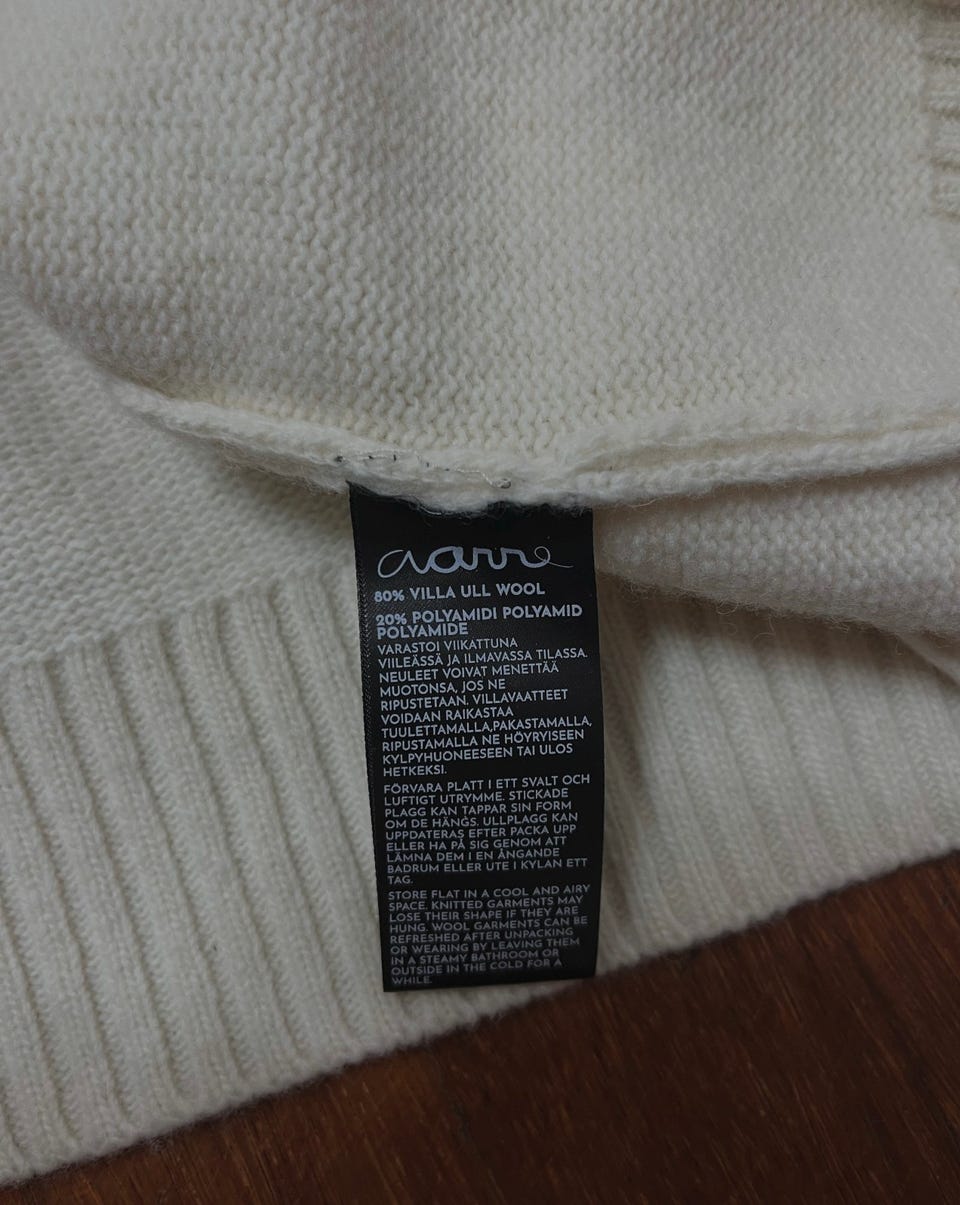 aarre
80% VILLA ULL WOOL
20% POLYAMIDI POLYAMID
POLYAMIDE
VARASTOI VIIKATTUNA
VIILEÄSSÄ JA ILMAVASSA TILASSA.
NEULEET VOIVAT MENETTÄÄ
MUOTONSA, JOS NE
RIPUSTETAAN. VILLAVAATTEET
VOIDAAN RAIKASTAA
TUULETTAMALLA,PAKASTAMALLA,
RIPUSTAMALLA NE HÖYRYISEEN
KYLPYHUONEESEEN TAI ULOS
HETKEKSI.
FÖRVARA PLATT I ETT SVALT OCH
LUFTIGT UTRYMME. STICKADE
PLAGG KAN TAPPAR SIN FORM
OM DE HÄNGS. ULLPLAGG KAN
UPPDATERAS EFTER PACKA UPP
ELLER HA PÅ SIG GENOM ATT
LÄMNA DEM I EN ÅNGANDE
BADRUM ELLER UTE I KYLAN ETT
TAG.
STORE FLAT IN A COOL AND AIRY
SPACE. KNITTED GARMENTS MAY
LOSE THEIR SHAPE IF THEY ARE
HUNG. WOOL GARMENTS CAN BE
REFRESHED AFTER UNPACKING
OR WEARING BY LEAVING THEM
IN A STEAMY BATHROOM OR
OUTSIDE IN THE COLD FOR A
WHILE.